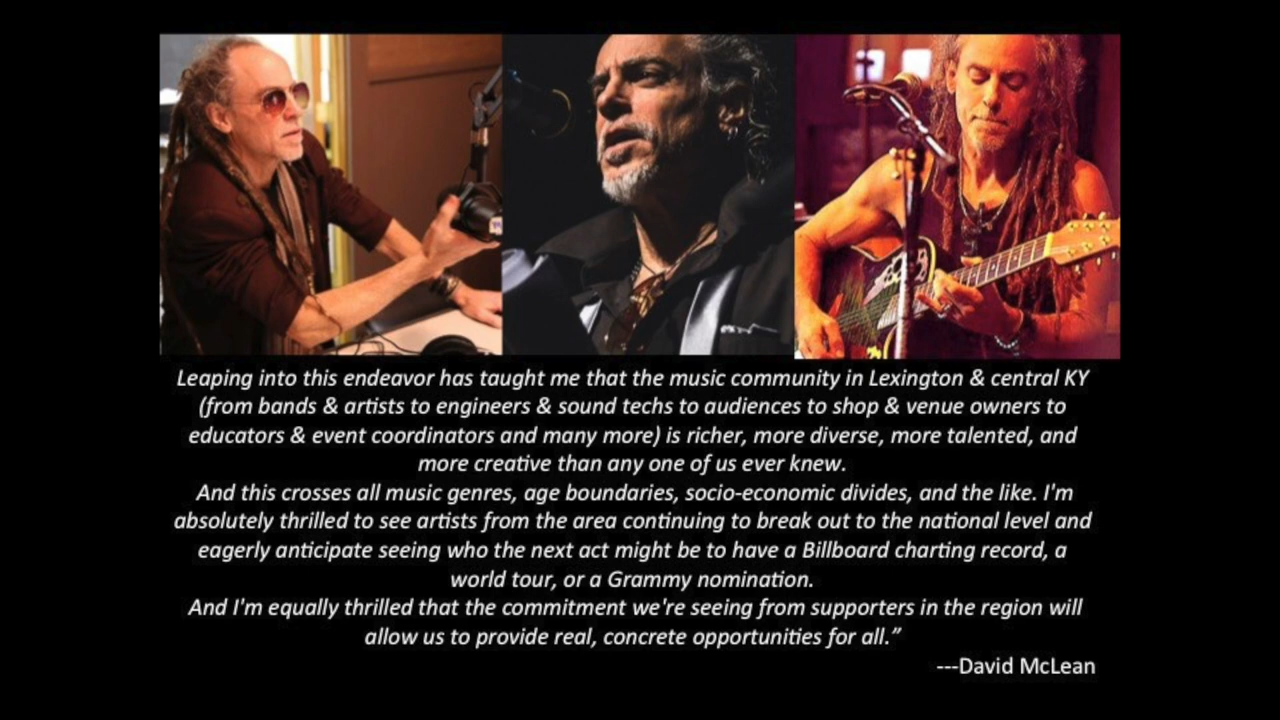 Leaping into this endeavor has taught me that the music community in Lexington & central KY
(from bands & artists to engineers & sound techs to audiences to shop & venue owners to
educators & event coordinators and many more) is richer, more diverse, more talented, and
more creative than any one of us ever knew.
And this crosses all music genres, age boundaries, socio-economic divides, and the like. I'm
absolutely thrilled to see artists from the area continuing to break out to the national level and
eagerly anticipate seeing who the next act might be to have a Billboard charting record, a
world tour, or a Grammy nomination.
And I'm equally thrilled that the commitment we're seeing from supporters in the region will
allow us to provide real, concrete opportunities for all.”
---David McLean